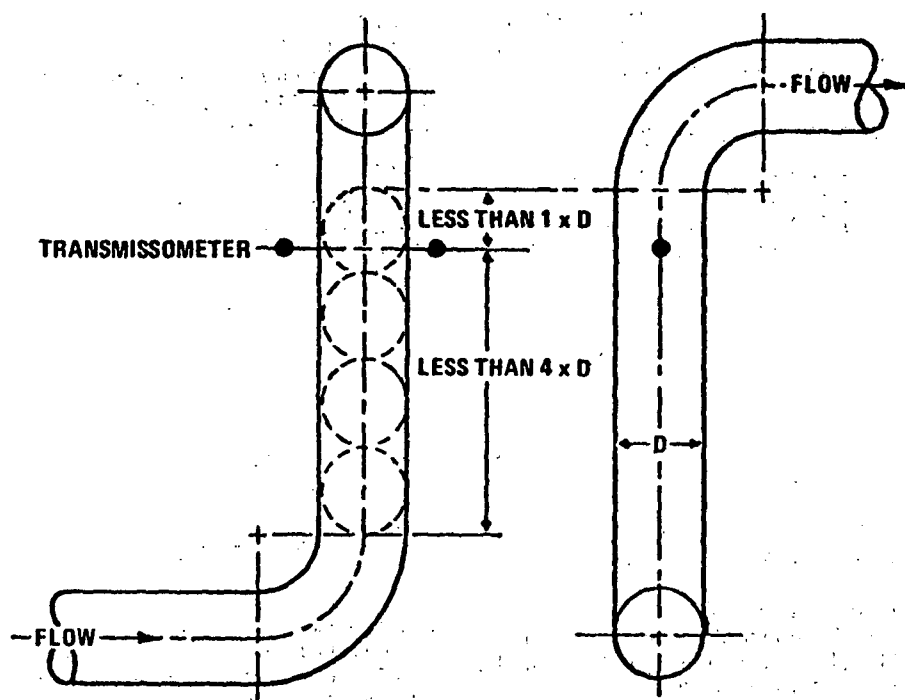 FLOW
LESS THAN 1 x D
TRANSMISSOMETER
LESS THAN 4 x D
D
FLOW